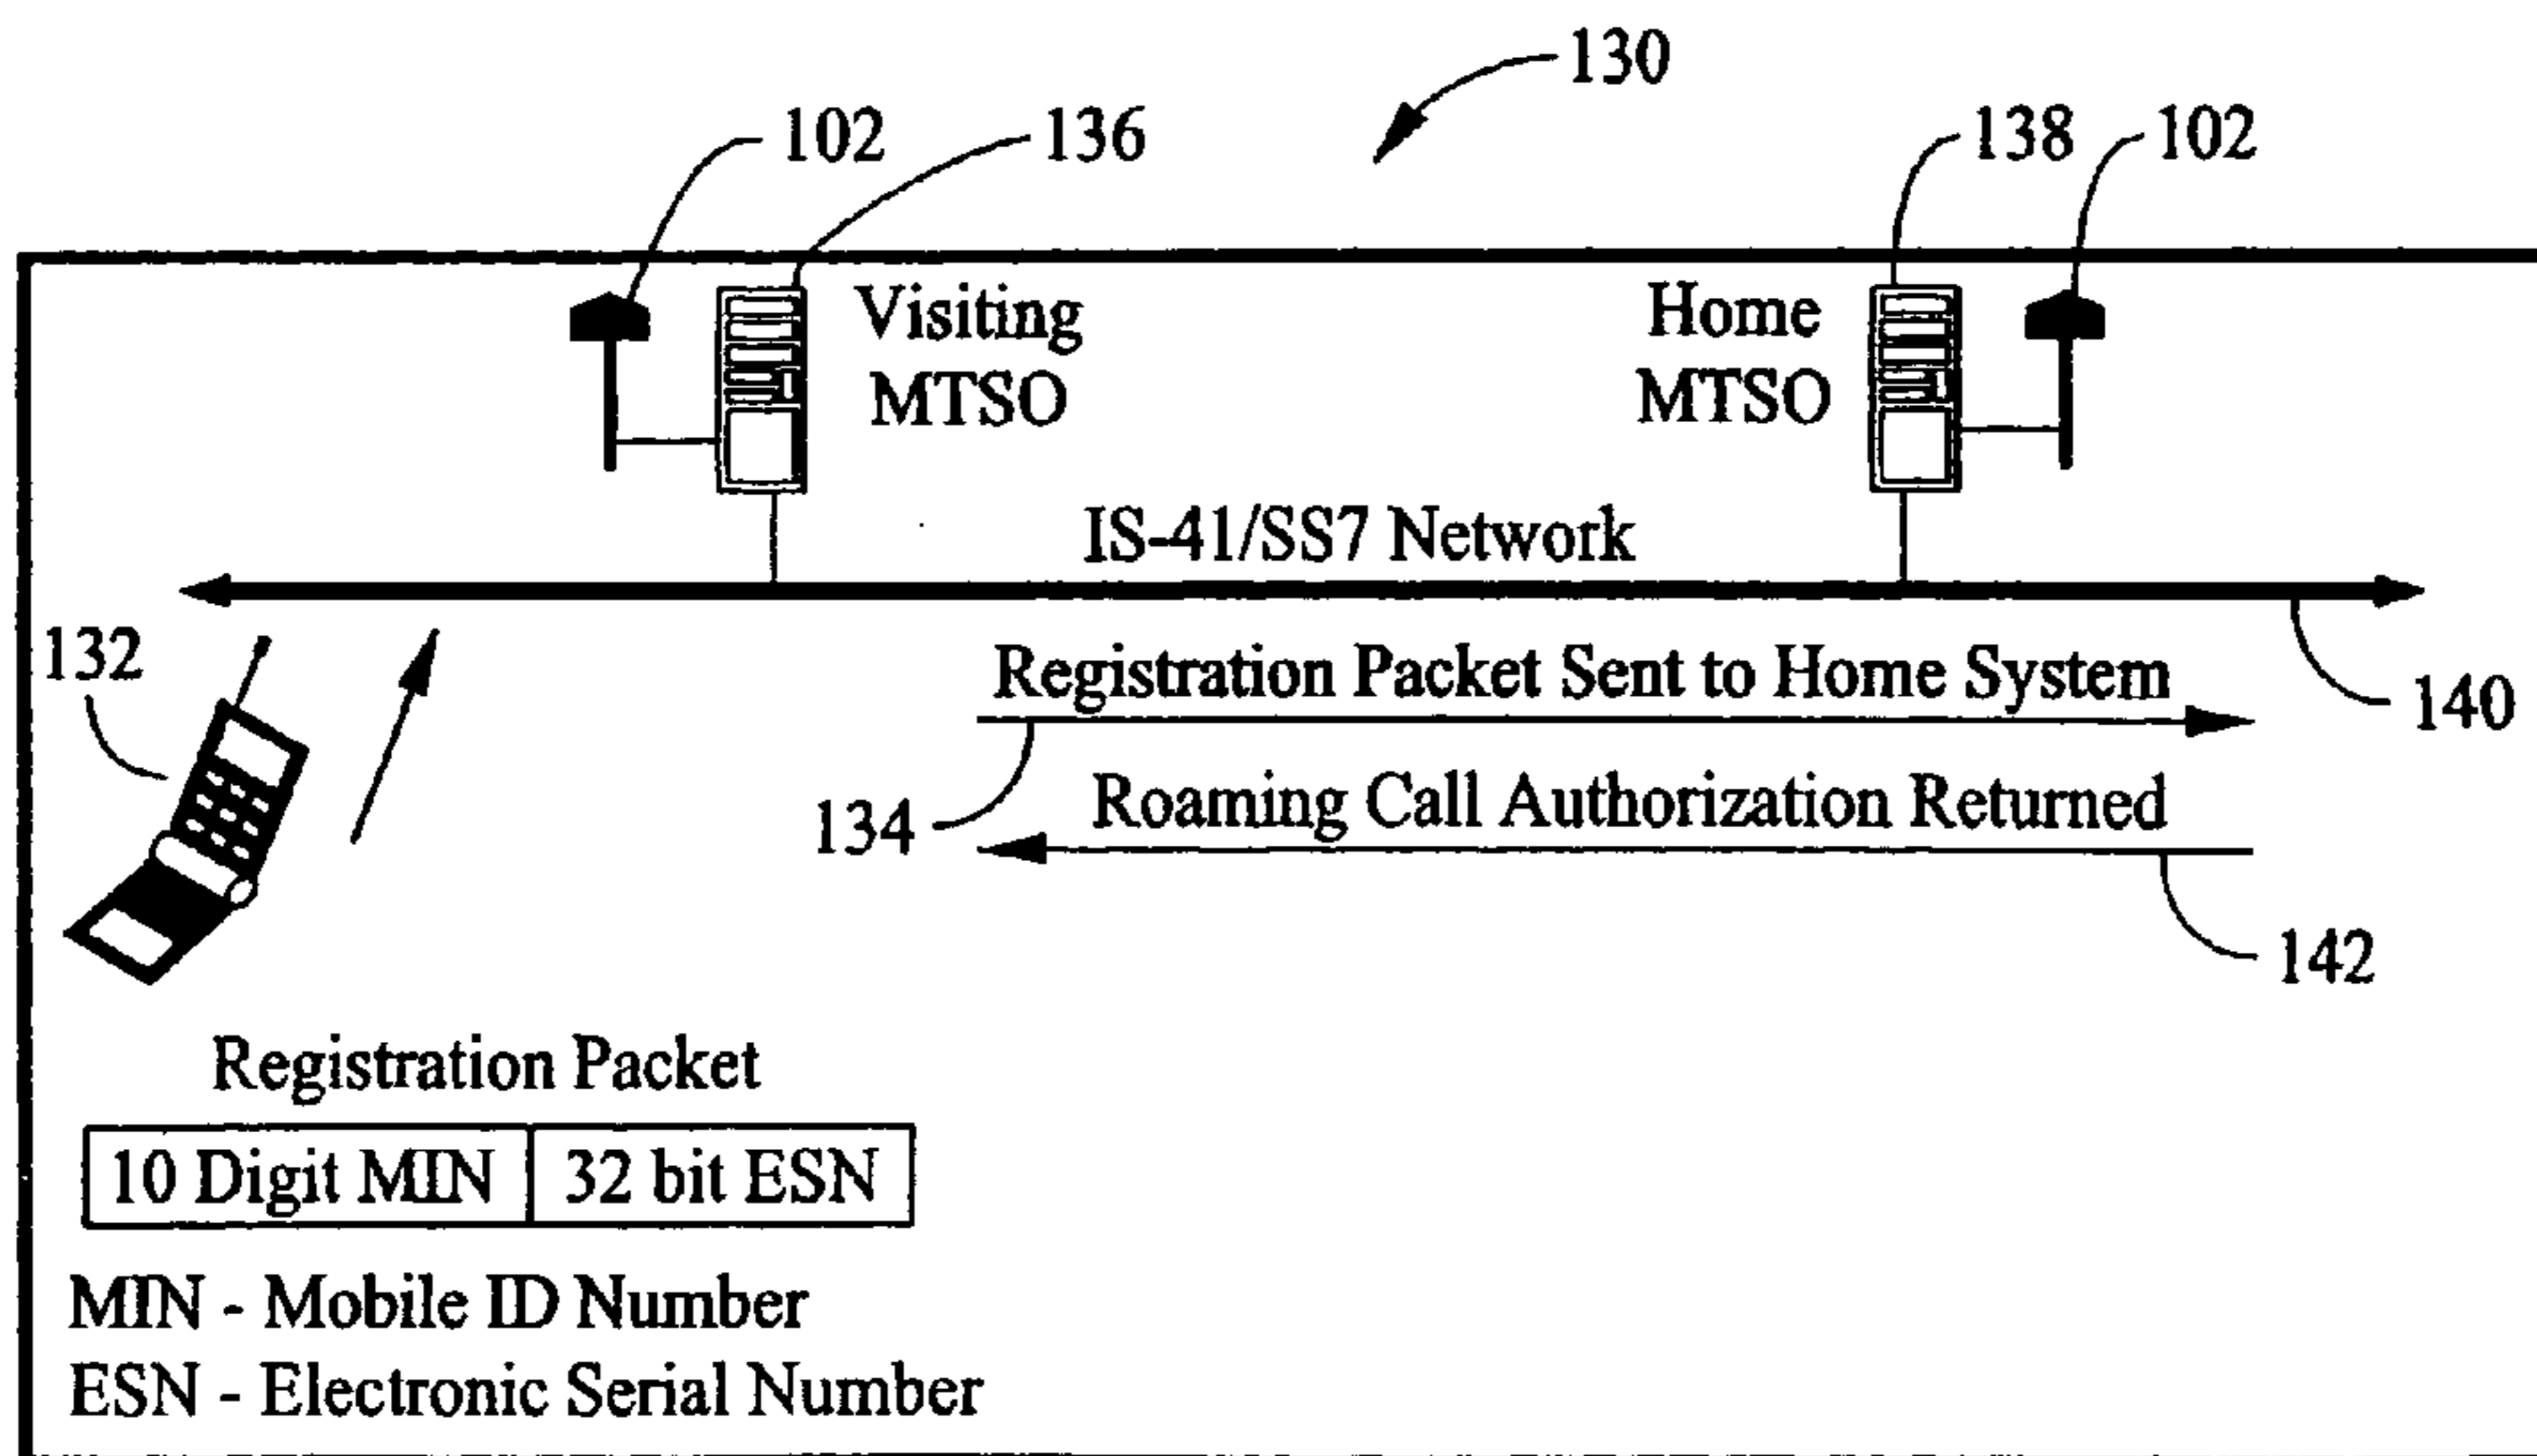 130
102
136
138
102
Visiting
MTSO
Home
MTSO
IS-41/SS7 Network
132
Registration Packet Sent to Home System
140
134
Roaming Call Authorization Returned
142
Registration Packet
10 Digit MIN 32 bit ESN
MIN - Mobile ID Number
ESN - Electronic Serial Number